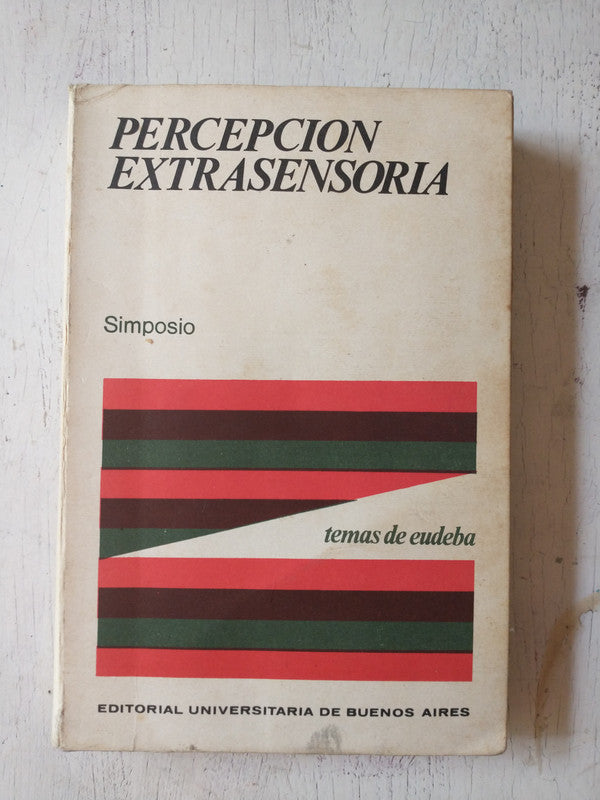 PERCEPCION
EXTRASENSORIA
Simposio
temas de eudeba
EDITORIAL UNIVERSITARIA DE BUENOS AIRES